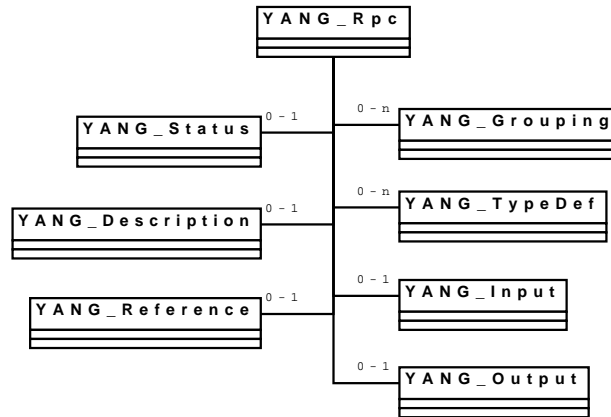 YANG_Rpc
0-1
0-n
YANG_Status
YANG_Grouping
0-1
0-n
YANG_Description
YANG_TypeDef
0-1
0-1
YANG_Reference
YANG_Input
0-1
YANG_Output